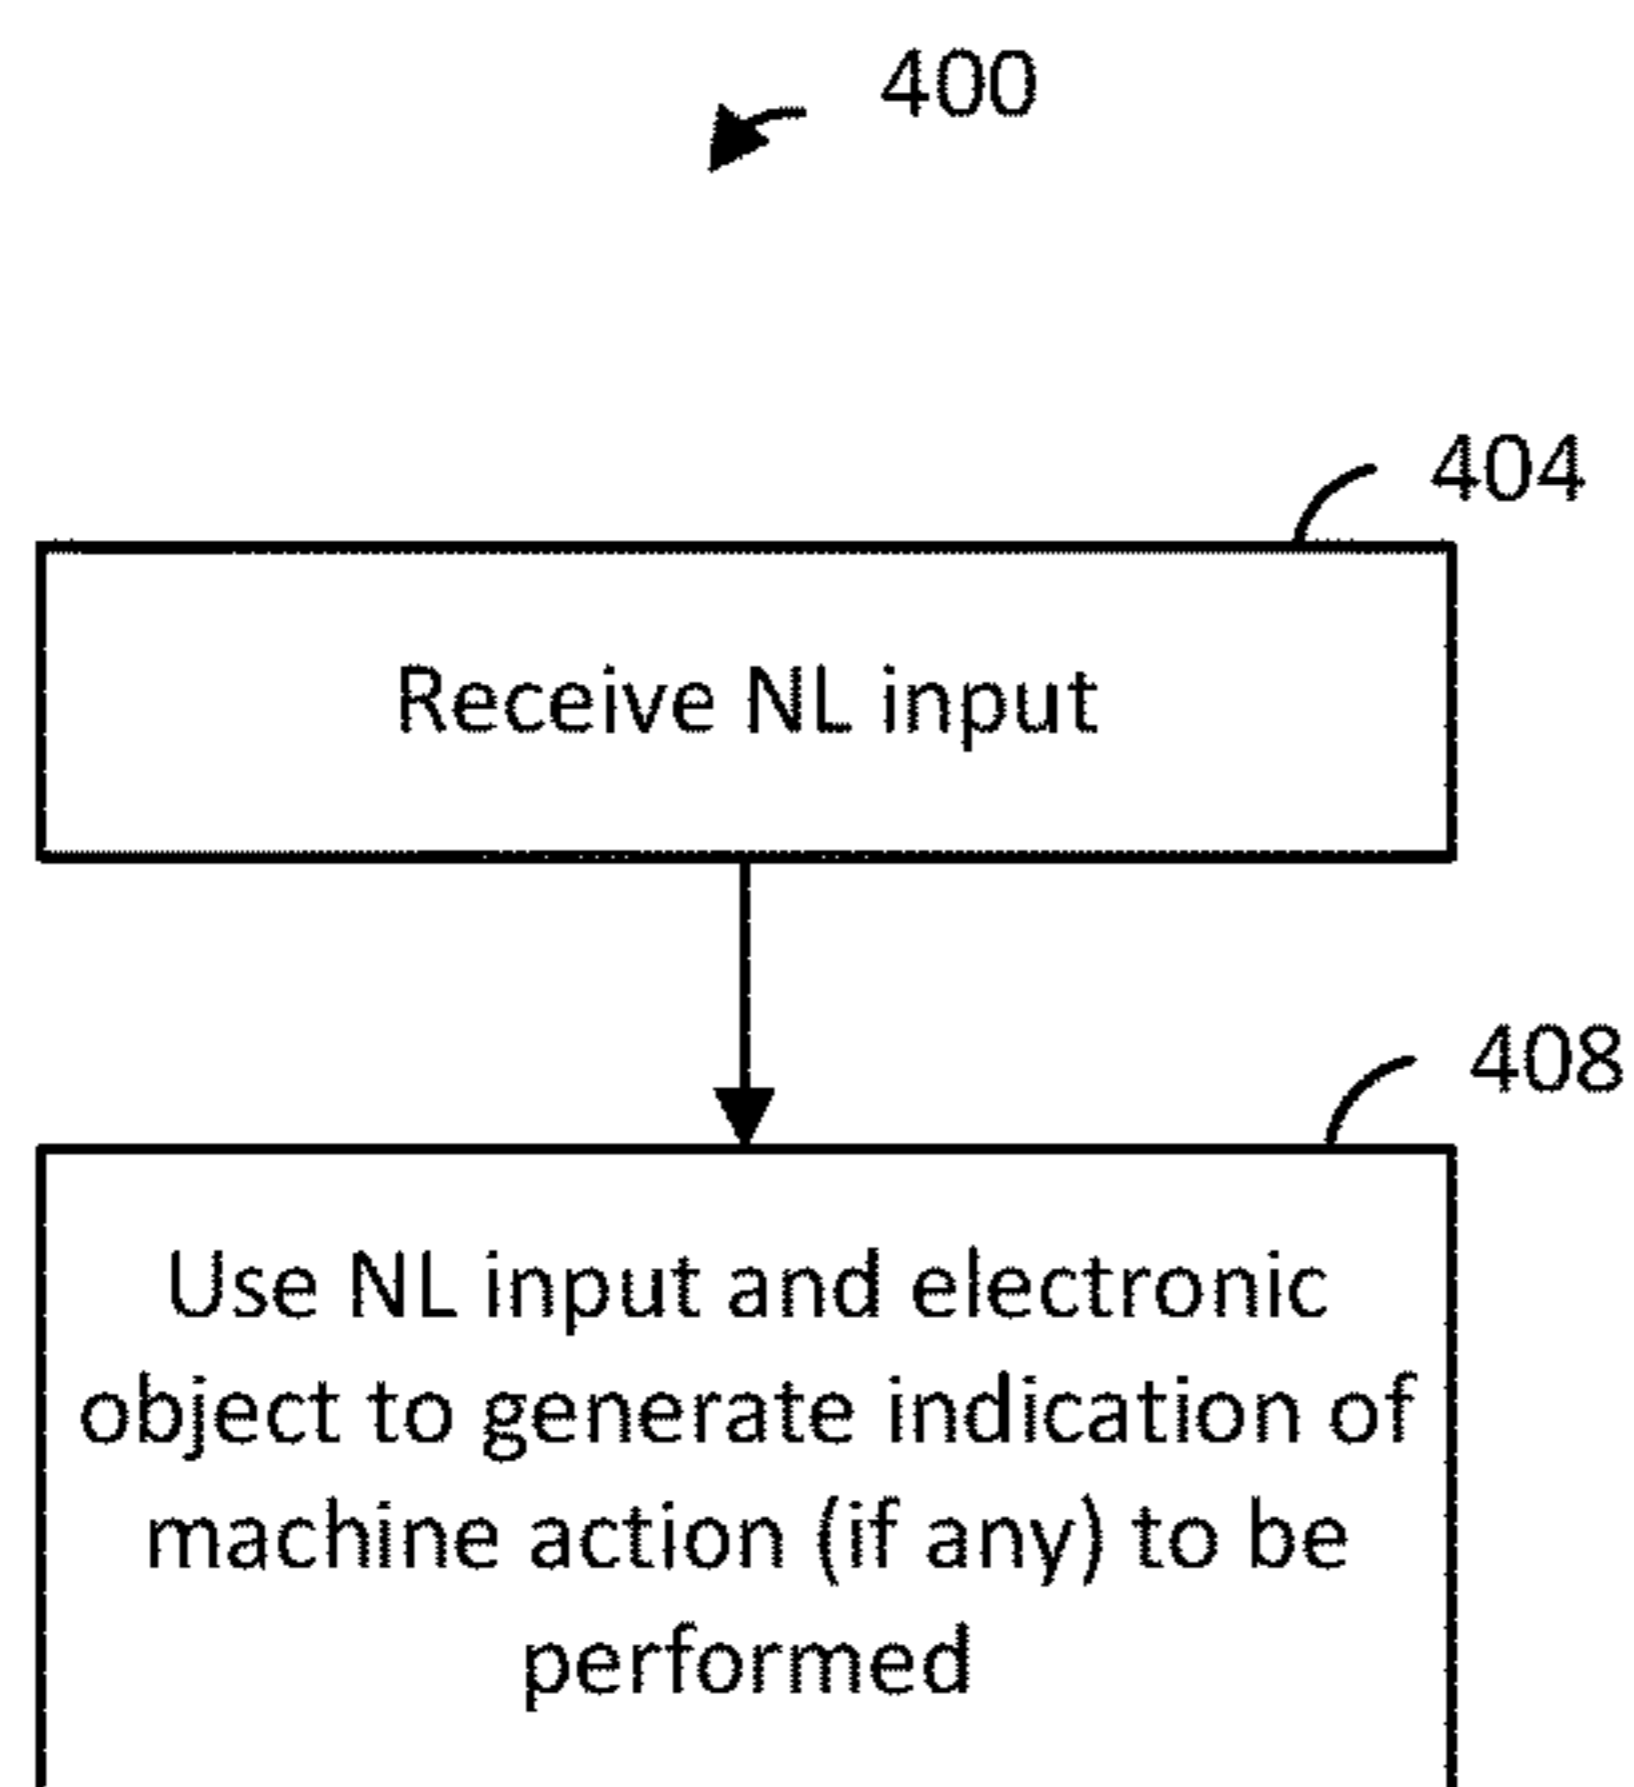 400
404
Receive NL input
408
Use NL input and electronic
object to generate indication of
machine action (if any) to be
performed